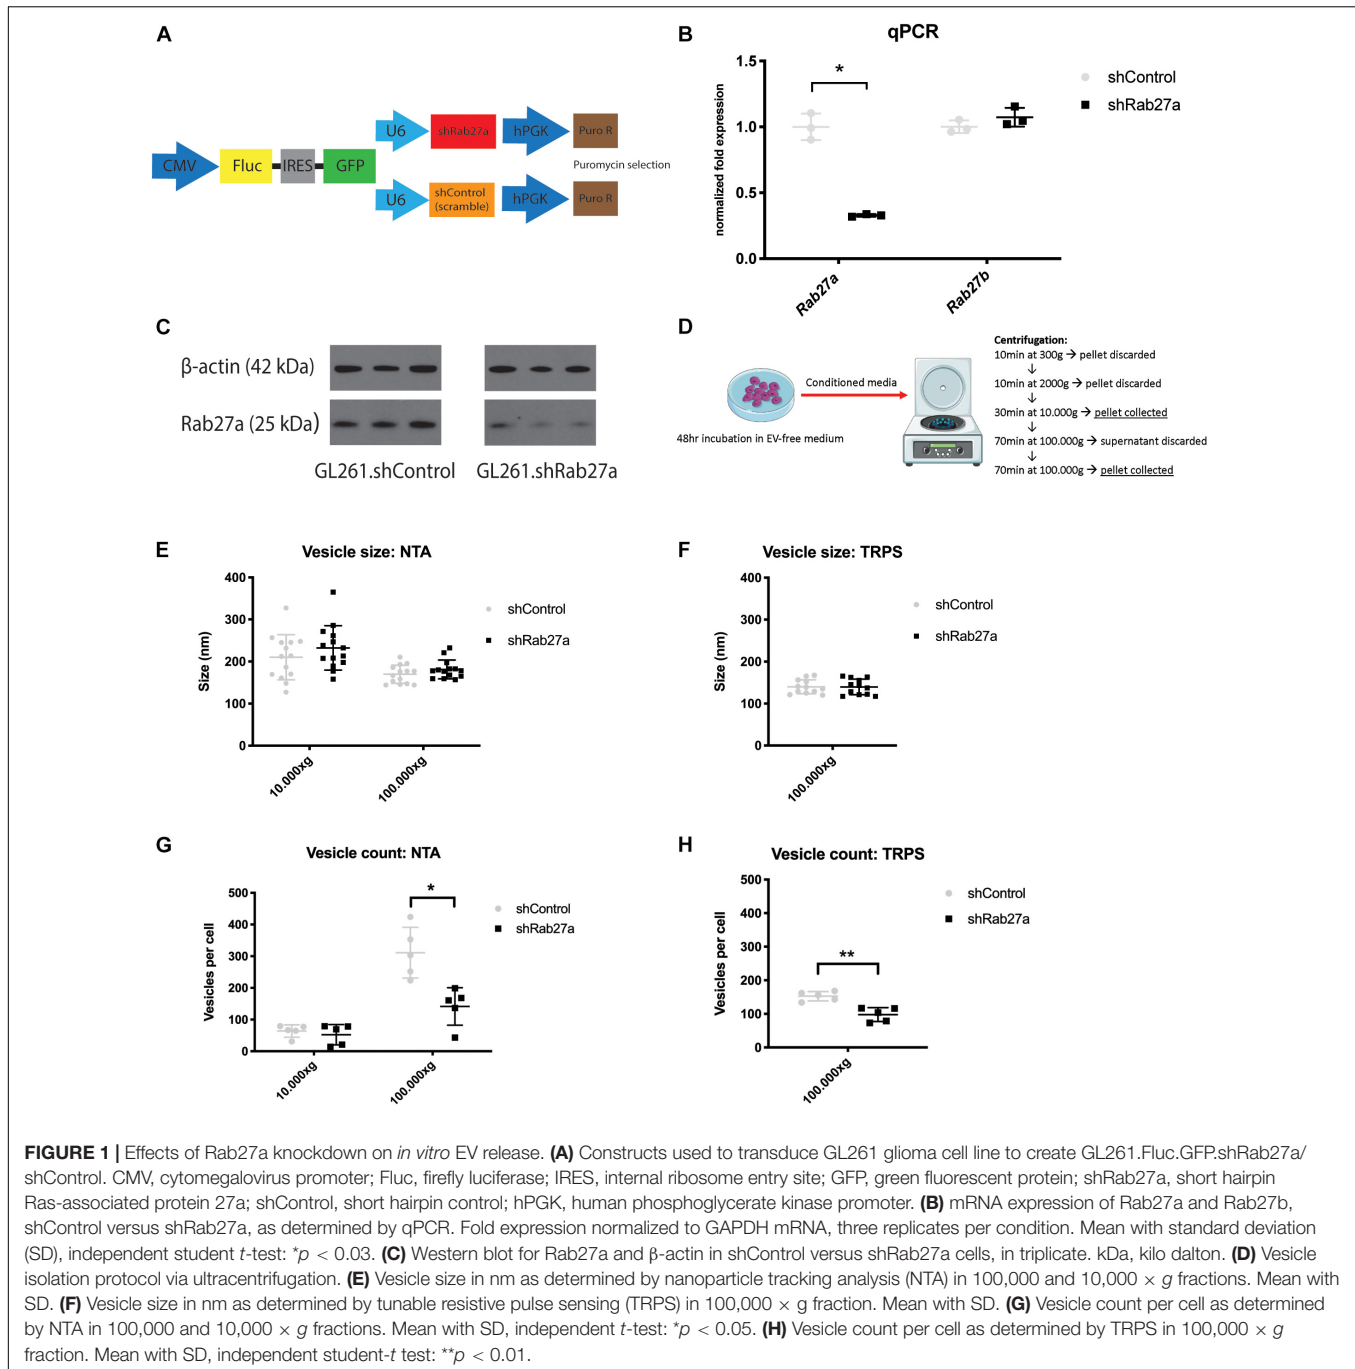 A
CMV
Fluc
IRES
GFP
U6
shRab27a
hPGK
Puro R
Puromycin selection
U6
shControl
(scramble)
hPGK
Puro R
B
qPCR
normalized fold expression
1.5
1.0
0.5
0.0
*
Rab27a
Rab27b
shControl
shRab27a
C
β-actin (42 kDa)
Rab27a (25 kDa)
GL261.shControl
GL261.shRab27a
D
48hr incubation in EV-free medium
Conditioned media
Centrifugation:
10min at 300g → pellet discarded
↓
10min at 2000g → pellet discarded
↓
30min at 10.000g → pellet collected
↓
70min at 100.000g → supernatant discarded
↓
70min at 100.000g → pellet collected
E
Vesicle size: NTA
Size (nm)
400
300
200
100
0
10.000xg
100.000xg
shControl
shRab27a
F
Vesicle size: TRPS
Size (nm)
400
300
200
100
0
100.000xg
shControl
shRab27a
G
Vesicle count: NTA
Vesicles per cell
500
400
300
200
100
0
*
10.000xg
100.000xg
shControl
shRab27a
H
Vesicle count: TRPS
Vesicles per cell
500
400
300
200
100
0
**
100.000xg
shControl
shRab27a
FIGURE 1 | Effects of Rab27a knockdown on in vitro EV release. (A) Constructs used to transduce GL261 glioma cell line to create GL261.Fluc.GFP.shRab27a/
shControl. CMV, cytomegalovirus promoter; Fluc, firefly luciferase; IRES, internal ribosome entry site; GFP, green fluorescent protein; shRab27a, short hairpin
Ras-associated protein 27a; shControl, short hairpin control; hPGK, human phosphoglycerate kinase promoter. (B) mRNA expression of Rab27a and Rab27b,
shControl versus shRab27a, as determined by qPCR. Fold expression normalized to GAPDH mRNA, three replicates per condition. Mean with standard deviation
(SD), independent student t-test: *p < 0.03. (C) Western blot for Rab27a and β-actin in shControl versus shRab27a cells, in triplicate. kDa, kilo dalton. (D) Vesicle
isolation protocol via ultracentrifugation. (E) Vesicle size in nm as determined by nanoparticle tracking analysis (NTA) in 100,000 and 10,000 × g fractions. Mean with
SD. (F) Vesicle size in nm as determined by tunable resistive pulse sensing (TRPS) in 100,000 × g fraction. Mean with SD. (G) Vesicle count per cell as determined
by NTA in 100,000 and 10,000 × g fractions. Mean with SD, independent t-test: *p < 0.05. (H) Vesicle count per cell as determined by TRPS in 100,000 × g
fraction. Mean with SD, independent student-t test: **p < 0.01.